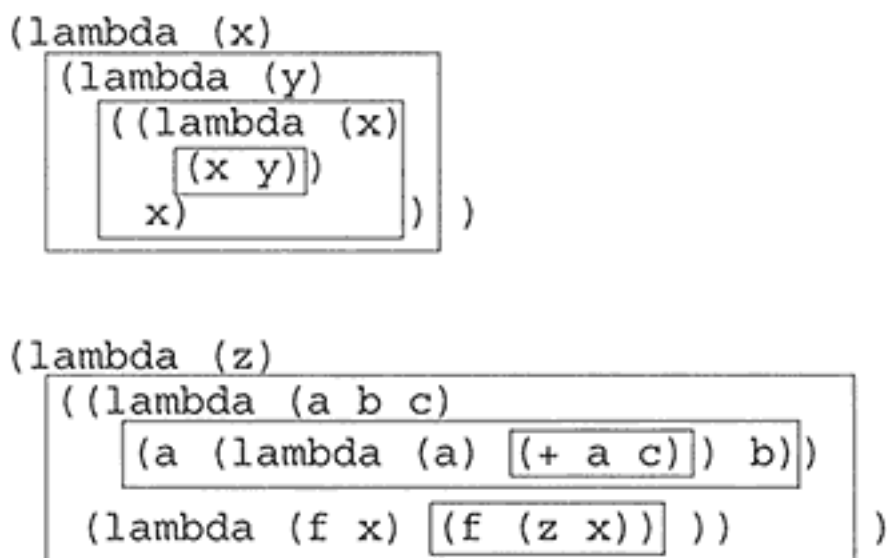 (lambda (x)
(lambda (y)
((lambda (x)
(x y))
x) ) )
(lambda (z)
((lambda (a b c)
(a (lambda (a) (+ a c)) b))
(lambda (f x) (f (z x)) )) )